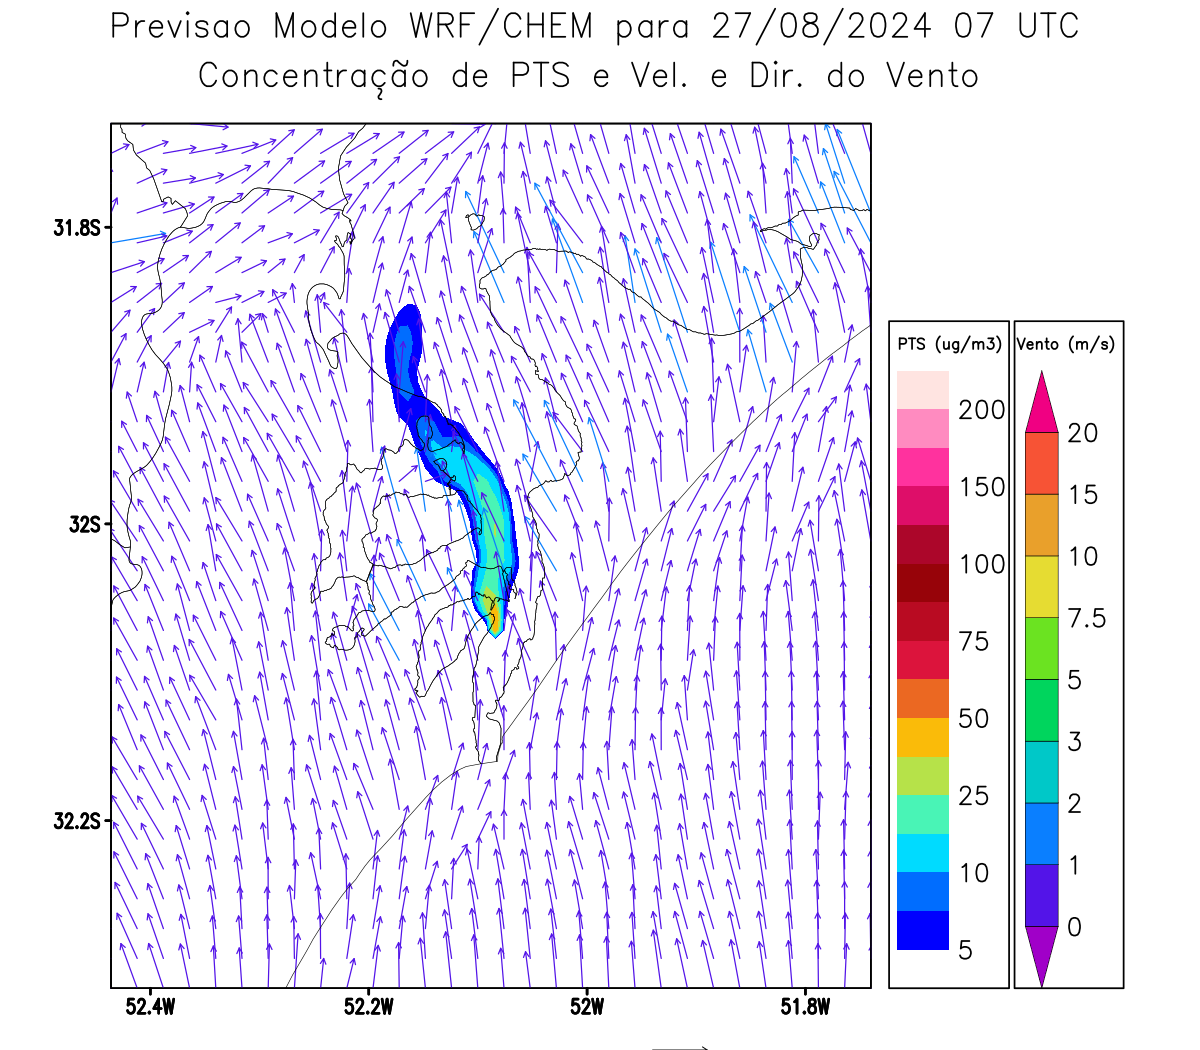 Previsao Modelo WRF/CHEM para 27/08/2024 07 UTC
Concentração de PTS e Vel. e Dir. do Vento
31.8S
32S
32.2S
52.4W
52.2W
52W
51.8W
PTS (ug/m3)
200
150
100
75
50
25
10
5
Vento (m/s)
20
15
10
7.5
5
3
2
1
0